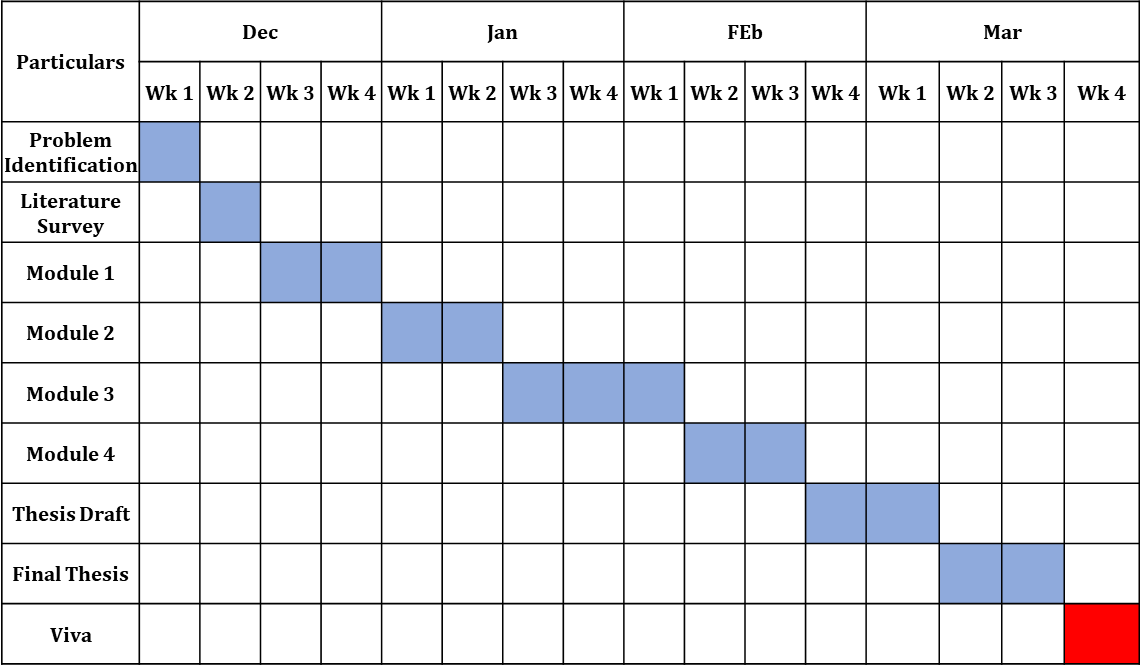 Particulars
Dec
Jan
FEb
Mar
Wk 1 Wk 2 Wk 3 Wk 4 Wk 1 Wk 2 Wk 3 Wk 4 Wk 1 Wk 2 Wk 3 Wk 4 Wk 1 Wk 2 Wk 3 Wk 4
Problem
Identification
Literature
Survey
Module 1
Module 2
Module 3
Module 4
Thesis Draft
Final Thesis
Viva